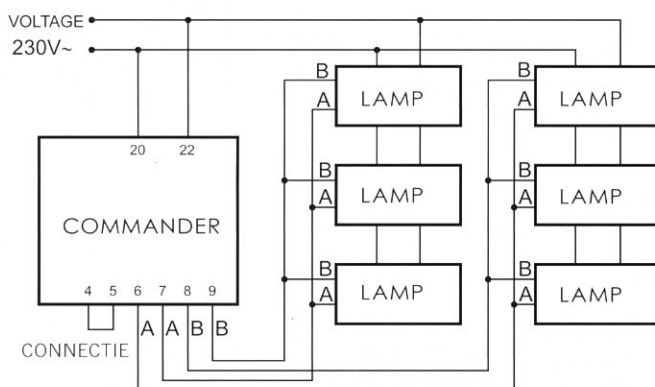 VOLTAGE
230V~
B
A
LAMP
B
A
LAMP
20
22
COMMANDER
B
A
LAMP
B
A
LAMP
4
5
6
7
8
9
B
A
LAMP
B
A
LAMP
A
A
B
B
CONNECTIE